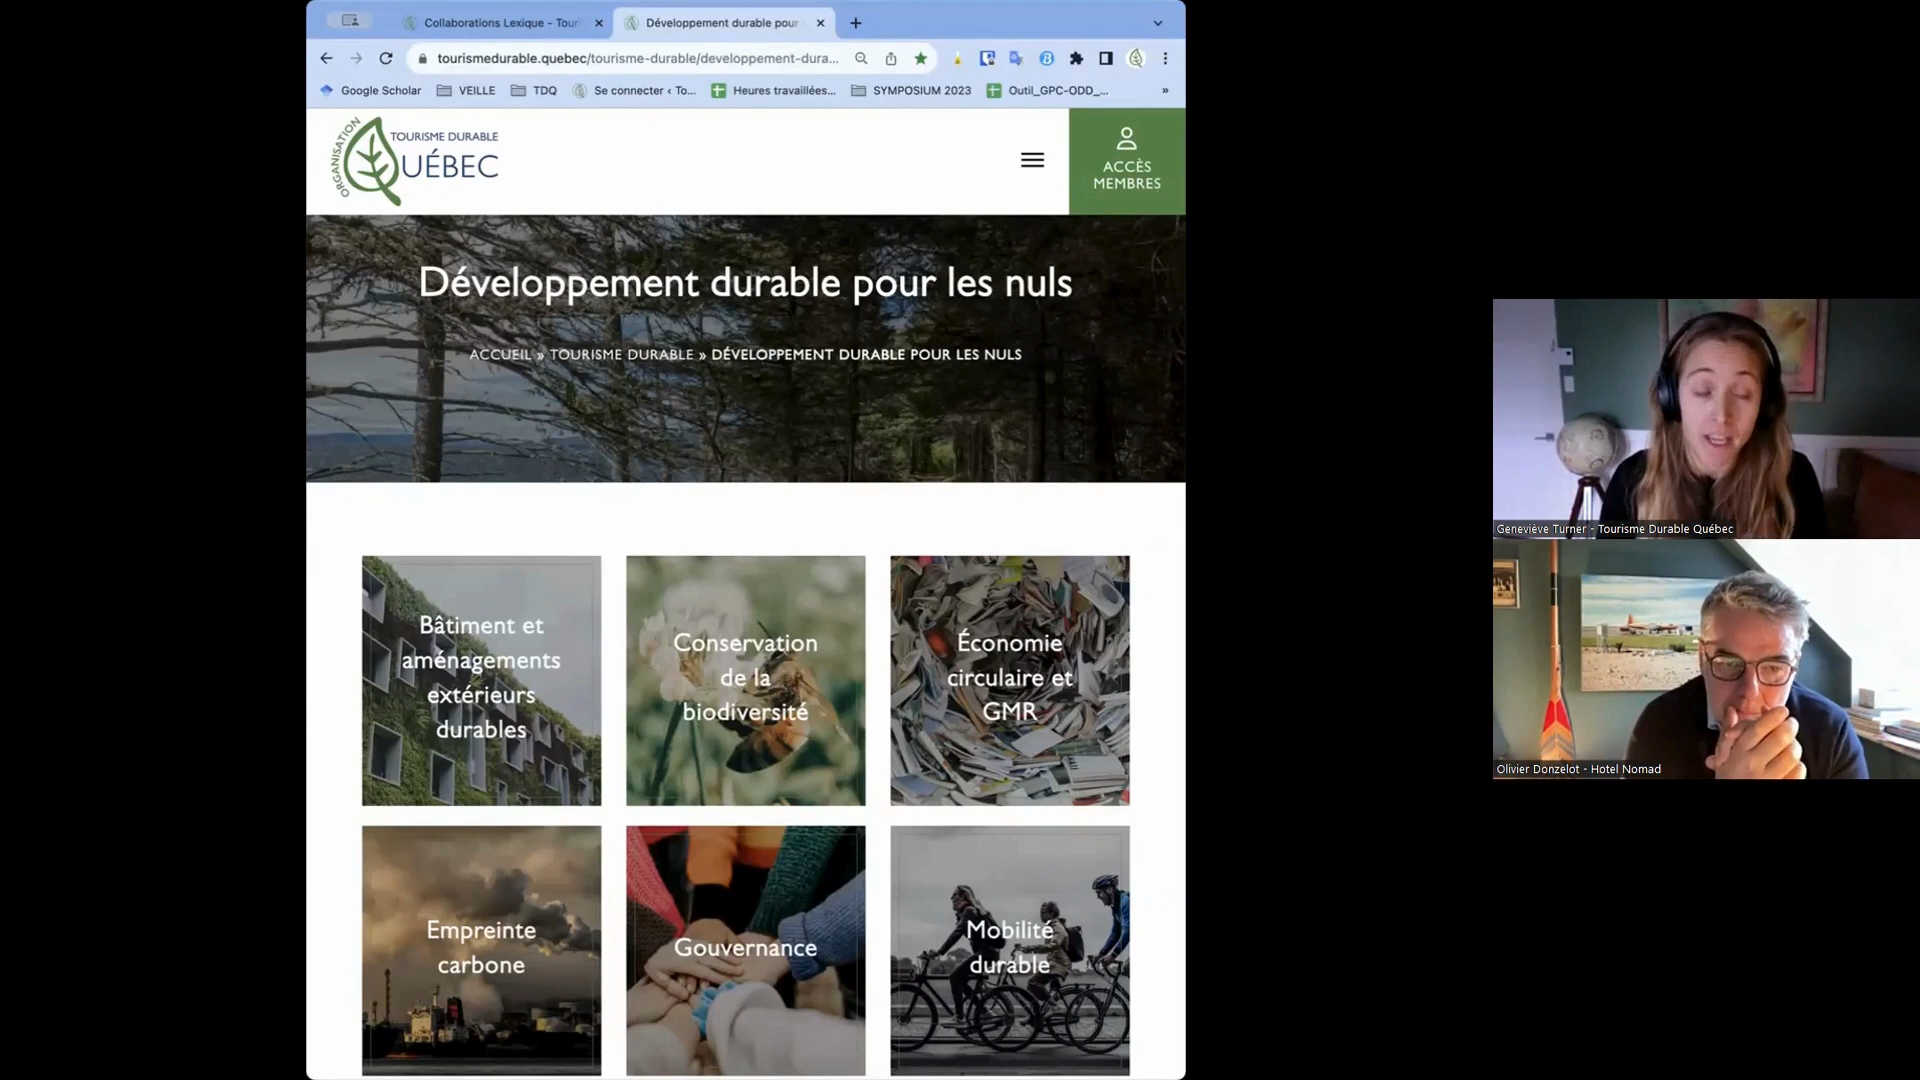 Collaborations Lexique - Tour
Développement durable pour
tourismedurable.quebec/tourisme-durable/developpement-dura...
Google Scholar
VEILLE
TDQ
Se connecter ‹ To...
Heures travaillées...
SYMPOSIUM 2023
Outil_GPC-ODD_...
»
ORGANISATION
TOURISME DURABLE
QUÉBEC
ACCÈS
MEMBRES
Développement durable pour les nuls
ACCUEIL » TOURISME DURABLE » DÉVELOPPEMENT DURABLE POUR LES NULS
Bâtiment et
aménagements
extérieurs
durables
Conservation
de la
biodiversité
Économie
circulaire et
GMR
Empreinte
carbone
Gouvernance
Mobilité
durable
Geneviève Turner - Tourisme Durable Québec
Olivier Donzelot - Hotel Nomad